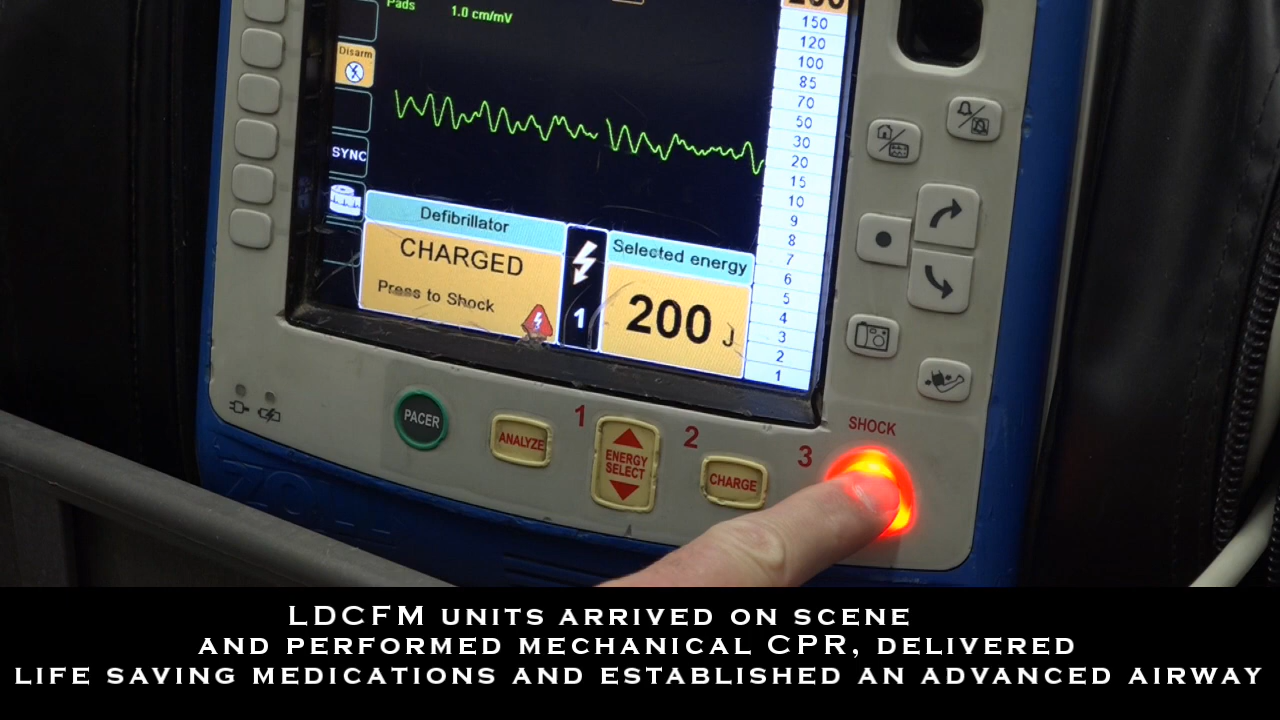 Pads 1.0 cm/mV
200
150
120
100
85
70
50
30
20
15
10
9
8
7
6
5
4
3
2
1
Disarm
SYNC
Defibrillator
CHARGED
Press to Shock
1
Selected energy
200 J
PACER
ANALYZE
1
ENERGY
SELECT
2
CHARGE
3
SHOCK
ZOLL
LDCFM UNITS ARRIVED ON SCENE
AND PERFORMED MECHANICAL CPR, DELIVERED
LIFE SAVING MEDICATIONS AND ESTABLISHED AN ADVANCED AIRWAY